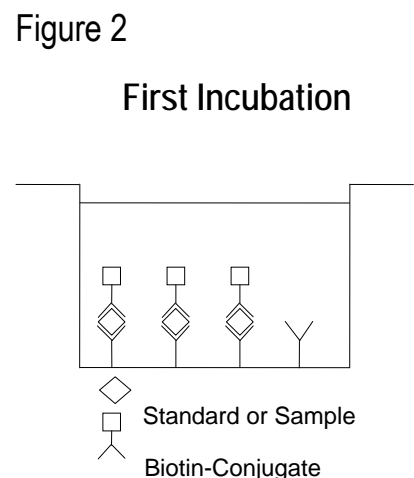 Figure 2
First Incubation
Standard or Sample
Biotin-Conjugate